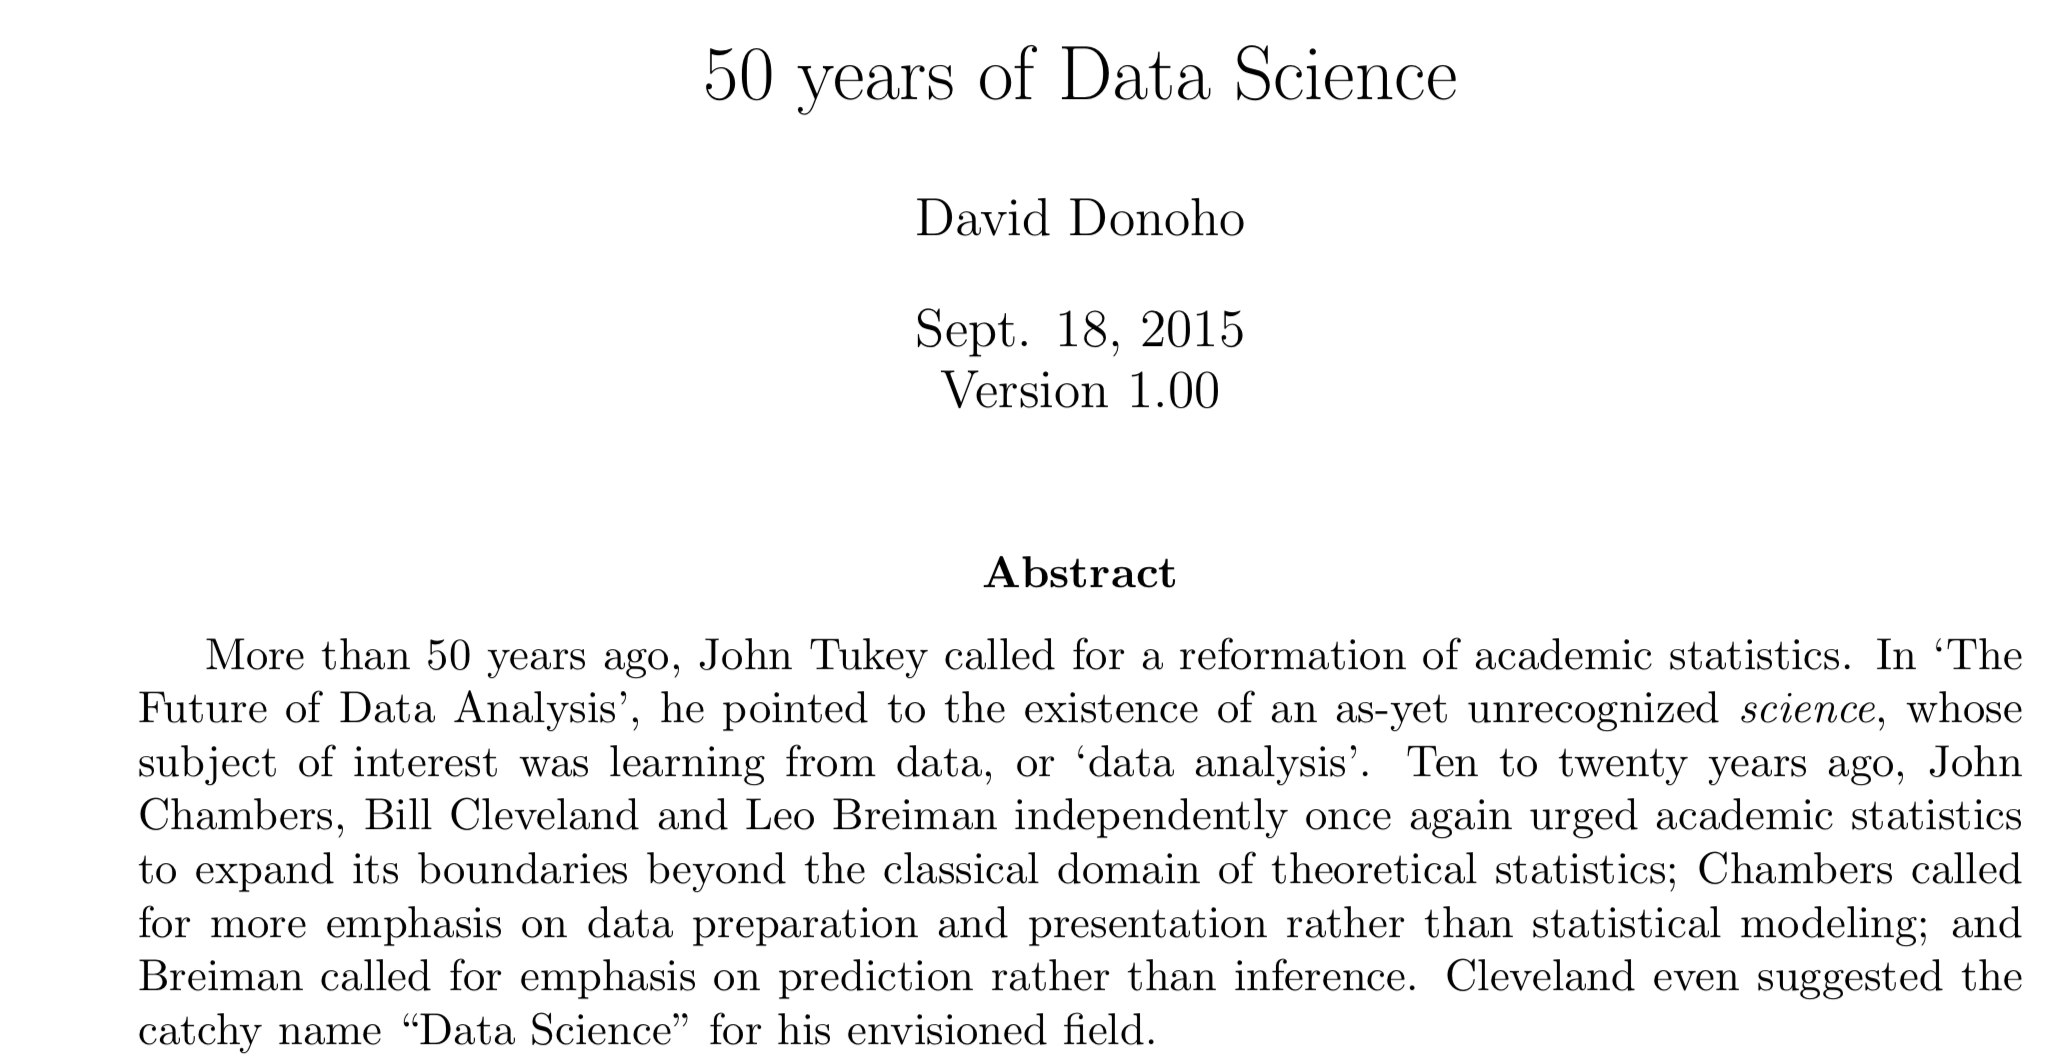 50 years of Data Science
David Donoho
Sept. 18, 2015
Version 1.00
Abstract
More than 50 years ago, John Tukey called for a reformation of academic statistics. In ‘The
Future of Data Analysis’, he pointed to the existence of an as-yet unrecognized science, whose
subject of interest was learning from data, or ‘data analysis’. Ten to twenty years ago, John
Chambers, Bill Cleveland and Leo Breiman independently once again urged academic statistics
to expand its boundaries beyond the classical domain of theoretical statistics; Chambers called
for more emphasis on data preparation and presentation rather than statistical modeling; and
Breiman called for emphasis on prediction rather than inference. Cleveland even suggested the
catchy name “Data Science” for his envisioned field.